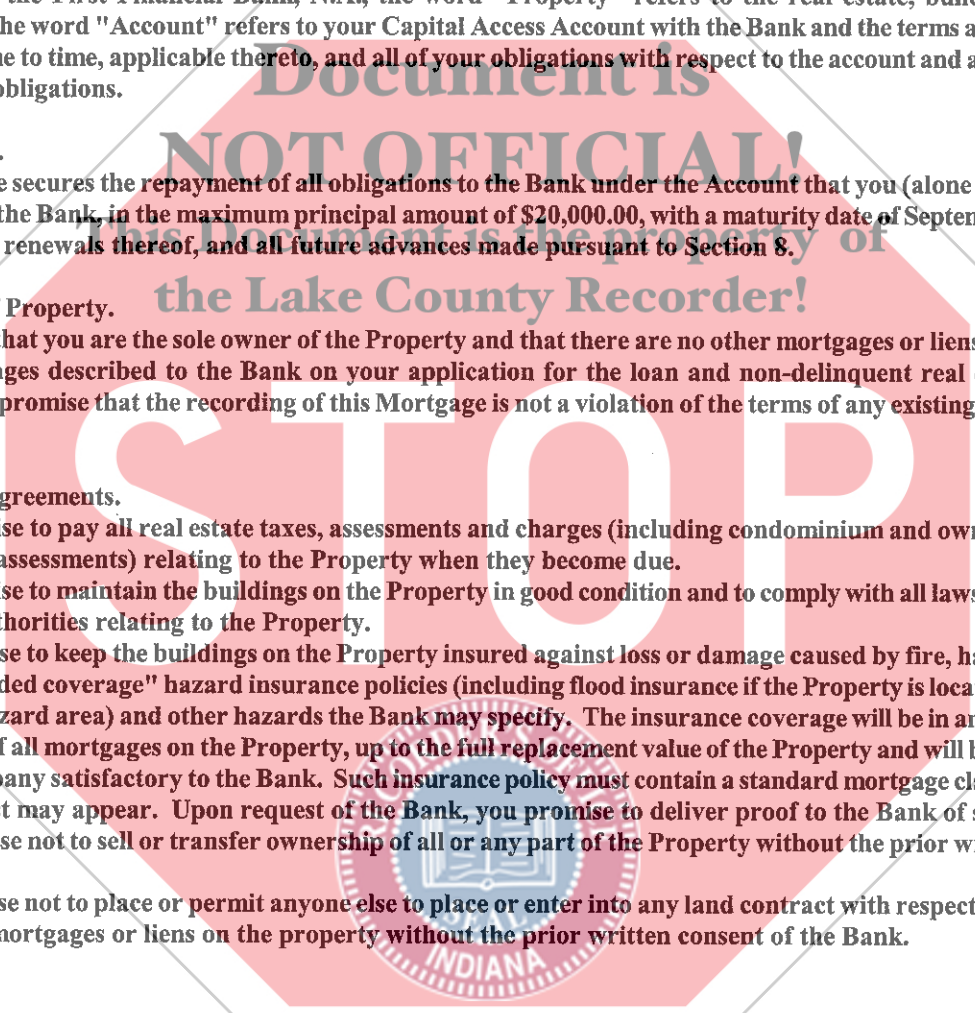 the First Financial Bank, N.A., the word "Property" refers to the real estate,
he word "Account" refers to your Capital Access Account with the Bank and the terms a
e to time, applicable thereto, and all of your obligations with respect to the account and a
obligations.
Document is
NOT OFFICIAL!
e secures the repayment of all obligations to the Bank under the Account that you (alone
the Bank, in the maximum principal amount of $20,000.00, with a maturity date of Septem
renewals thereof, and all future advances made pursuant to Section 8.
This Document is the property of
the Lake County Recorder!
Property.
hat you are the sole owner of the Property and that there are no other mortgages or liens
ges described to the Bank on your application for the loan and non-delinquent real
promise that the recording of this Mortgage is not a violation of the terms of any existing
STOP
greements.
se to pay all real estate taxes, assessments and charges (including condominium and own
assessments) relating to the Property when they become due.
se to maintain the buildings on the Property in good condition and to comply with all laws
thorities relating to the Property.
se to keep the buildings on the Property insured against loss or damage caused by fire, ha
ded coverage" hazard insurance policies (including flood insurance if the Property is loca
zard area) and other hazards the Bank may specify. The insurance coverage will be in an
f all mortgages on the Property, up to the full replacement value of the Property and will b
any satisfactory to the Bank. Such insurance policy must contain a standard mortgage cla
t may appear. Upon request of the Bank, you promise to deliver proof to the Bank of s
se not to sell or transfer ownership of all or any part of the Property without the prior w
se not to place or permit anyone else to place or enter into any land contract with respect
mortgages or liens on the property without the prior written consent of the Bank.
SEAL
INDIANA